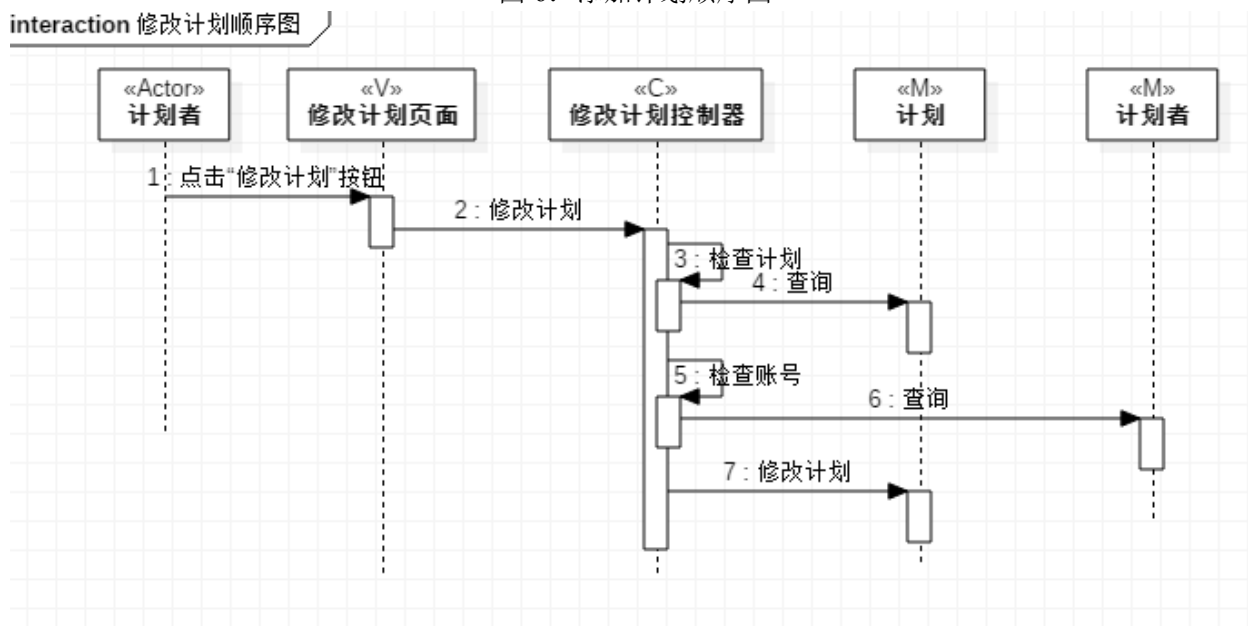 interaction 修改计划顺序图
«Actor»
计划者
«V»
修改计划页面
«C»
修改计划控制器
«M»
计划
«M»
计划者
1 : 点击“修改计划”按钮
2 : 修改计划
3 : 检查计划
4 : 查询
5 : 检查账号
6 : 查询
7 : 修改计划